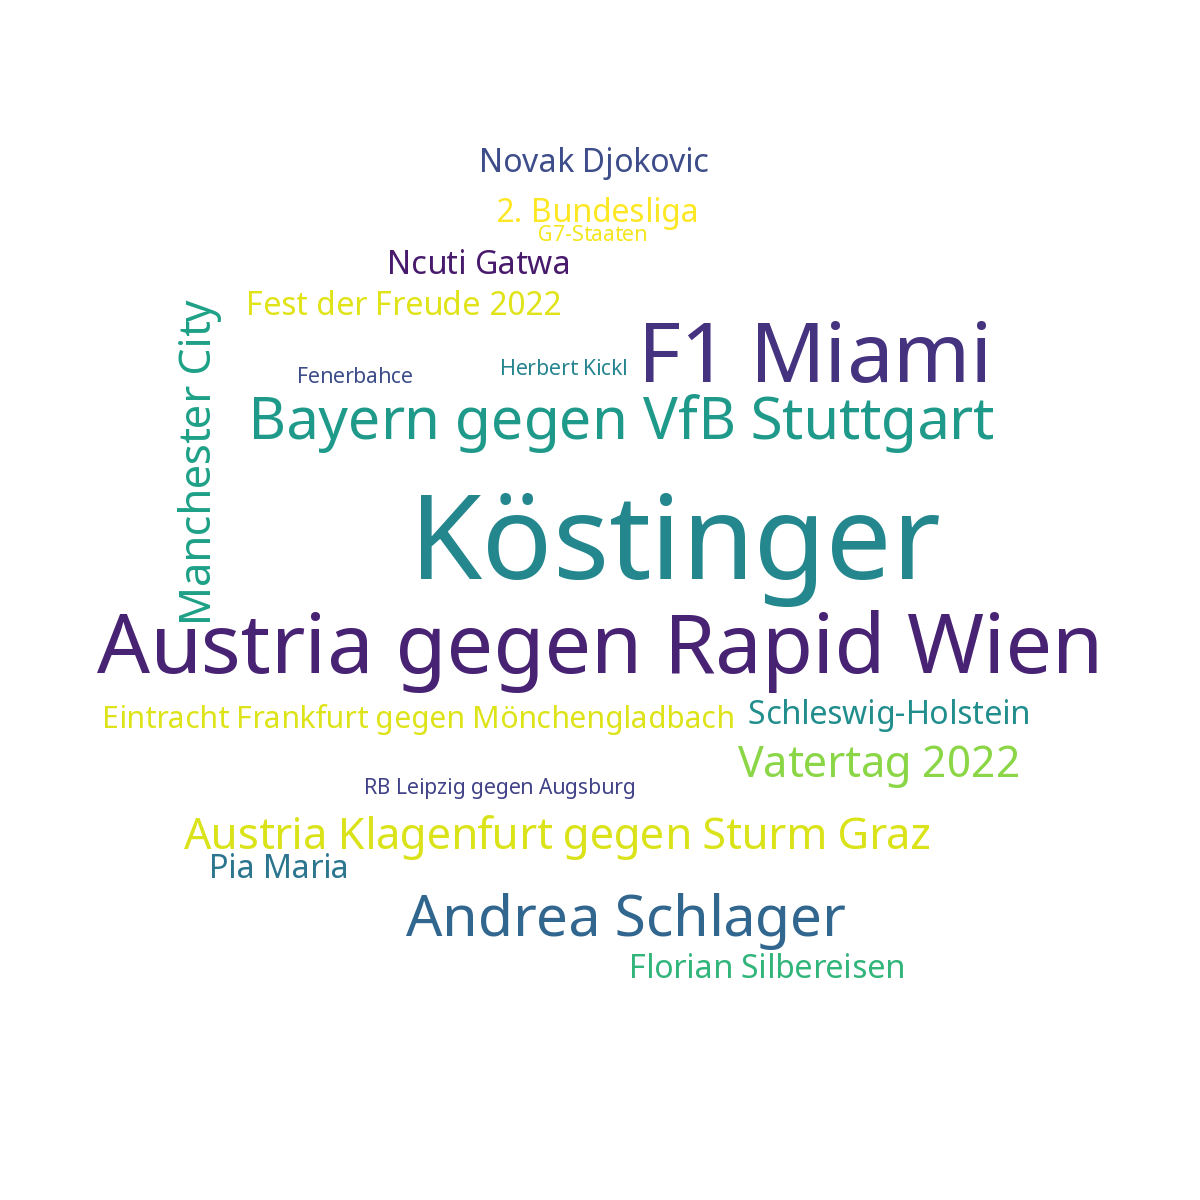 Novak Djokovic
2. Bundesliga
G7-Staaten
Ncuti Gatwa
Fest der Freude 2022
Manchester City
F1 Miami
Herbert Kickl
Fenerbahce
Bayern gegen VfB Stuttgart
Köstinger
Austria gegen Rapid Wien
Eintracht Frankfurt gegen Mönchengladbach
Schleswig-Holstein
Vatertag 2022
RB Leipzig gegen Augsburg
Austria Klagenfurt gegen Sturm Graz
Pia Maria
Andrea Schlager
Florian Silbereisen